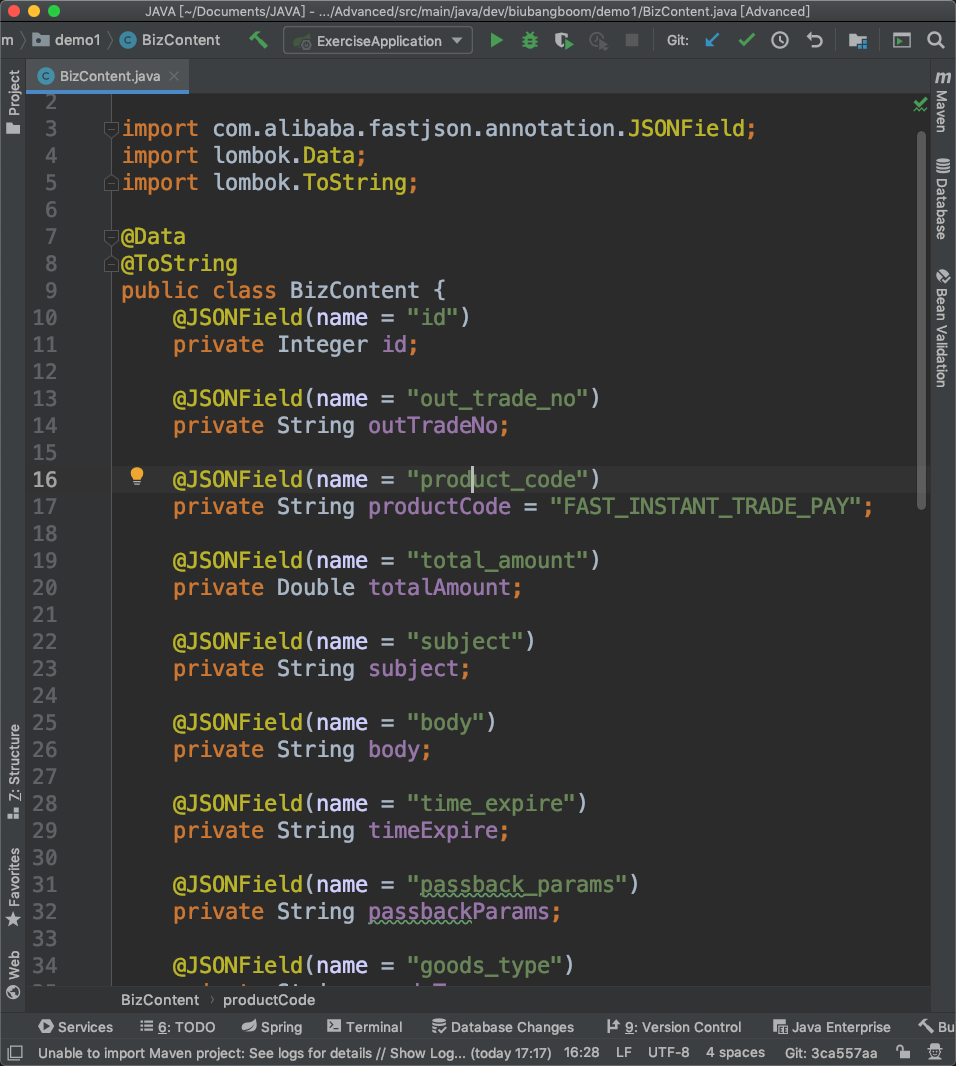 JAVA [~/Documents/JAVA] - .../Advanced/src/main/java/dev/biubangboom/demo1/BizContent.java [Advanced]
m demo1 BizContent ExerciseApplication Git:
BizContent.java
Project
Z: Structure
Favorites
Web
m Maven
Database
Bean Validation
2
3 import com.alibaba.fastjson.annotation.JSONField;
4 import lombok.Data;
5 import lombok.ToString;
6
7 @Data
8 @ToString
9 public class BizContent {
10 @JSONField(name = "id")
11 private Integer id;
12
13 @JSONField(name = "out_trade_no")
14 private String outTradeNo;
15
16 @JSONField(name = "product_code")
17 private String productCode = "FAST_INSTANT_TRADE_PAY";
18
19 @JSONField(name = "total_amount")
20 private Double totalAmount;
21
22 @JSONField(name = "subject")
23 private String subject;
24
25 @JSONField(name = "body")
26 private String body;
27
28 @JSONField(name = "time_expire")
29 private String timeExpire;
30
31 @JSONField(name = "passback_params")
32 private String passbackParams;
33
34 @JSONField(name = "goods_type")
BizContent productCode
Services 6: TODO Spring Terminal Database Changes 9: Version Control Java Enterprise Bu
Unable to import Maven project: See logs for details // Show Log... (today 17:17) 16:28 LF UTF-8 4 spaces Git: 3ca557aa